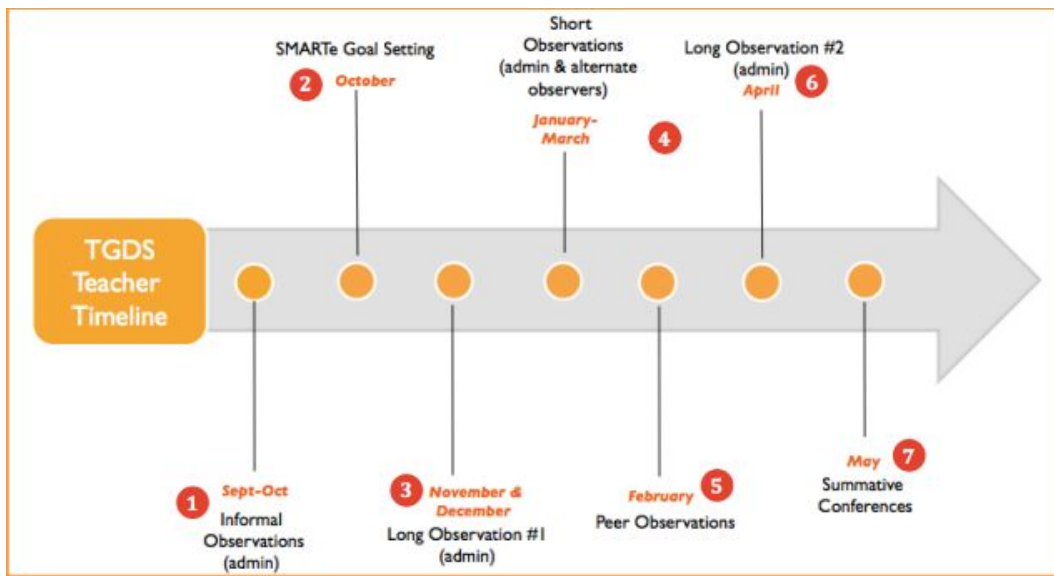 TGDS
Teacher
Timeline
1
Sept-Oct
Informal
Observations
(admin)
SMARTe Goal Setting
2
October
3
November &
December
Long Observation #1
(admin)
Short
Observations
(admin & alternate
observers)
January-
March
4
February
5
Peer Observations
Long Observation #2
(admin)
April
6
May
7
Summative
Conferences